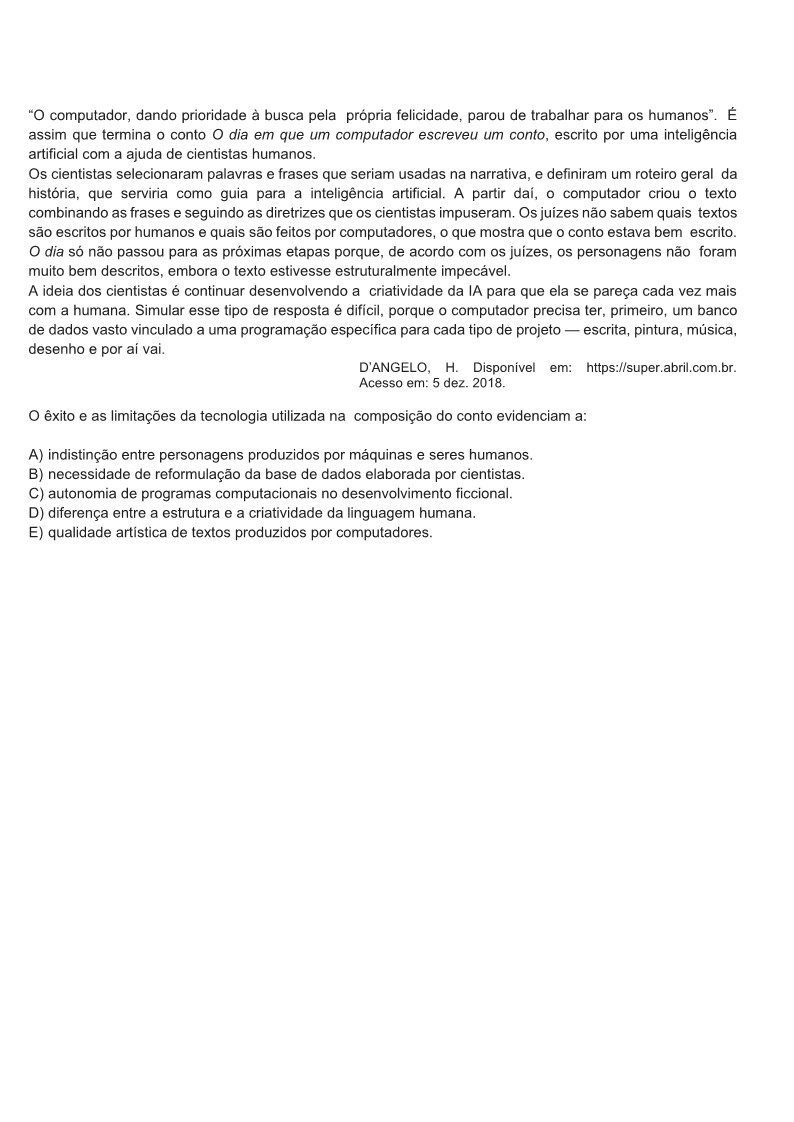 “O computador, dando prioridade à busca pela própria felicidade, parou de trabalhar para os humanos”. É
assim que termina o conto O dia em que um computador escreveu um conto, escrito por uma inteligência
artificial com a ajuda de cientistas humanos.
Os cientistas selecionaram palavras e frases que seriam usadas na narrativa, e definiram um roteiro geral da
história, que serviria como guia para a inteligência artificial. A partir daí, o computador criou o texto
combinando as frases e seguindo as diretrizes que os cientistas impuseram. Os juízes não sabem quais textos
são escritos por humanos e quais são feitos por computadores, o que mostra que o conto estava bem escrito.
O dia só não passou para as próximas etapas porque, de acordo com os juízes, os personagens não foram
muito bem descritos, embora o texto estivesse estruturalmente impecável.
A ideia dos cientistas é continuar desenvolvendo a criatividade da IA para que ela se pareça cada vez mais
com a humana. Simular esse tipo de resposta é difícil, porque o computador precisa ter, primeiro, um banco
de dados vasto vinculado a uma programação específica para cada tipo de projeto — escrita, pintura, música,
desenho e por aí vai.
D’ANGELO, H. Disponível em: https://super.abril.com.br.
Acesso em: 5 dez. 2018.
O êxito e as limitações da tecnologia utilizada na composição do conto evidenciam a:
A) indistinção entre personagens produzidos por máquinas e seres humanos.
B) necessidade de reformulação da base de dados elaborada por cientistas.
C) autonomia de programas computacionais no desenvolvimento ficcional.
D) diferença entre a estrutura e a criatividade da linguagem humana.
E) qualidade artística de textos produzidos por computadores.